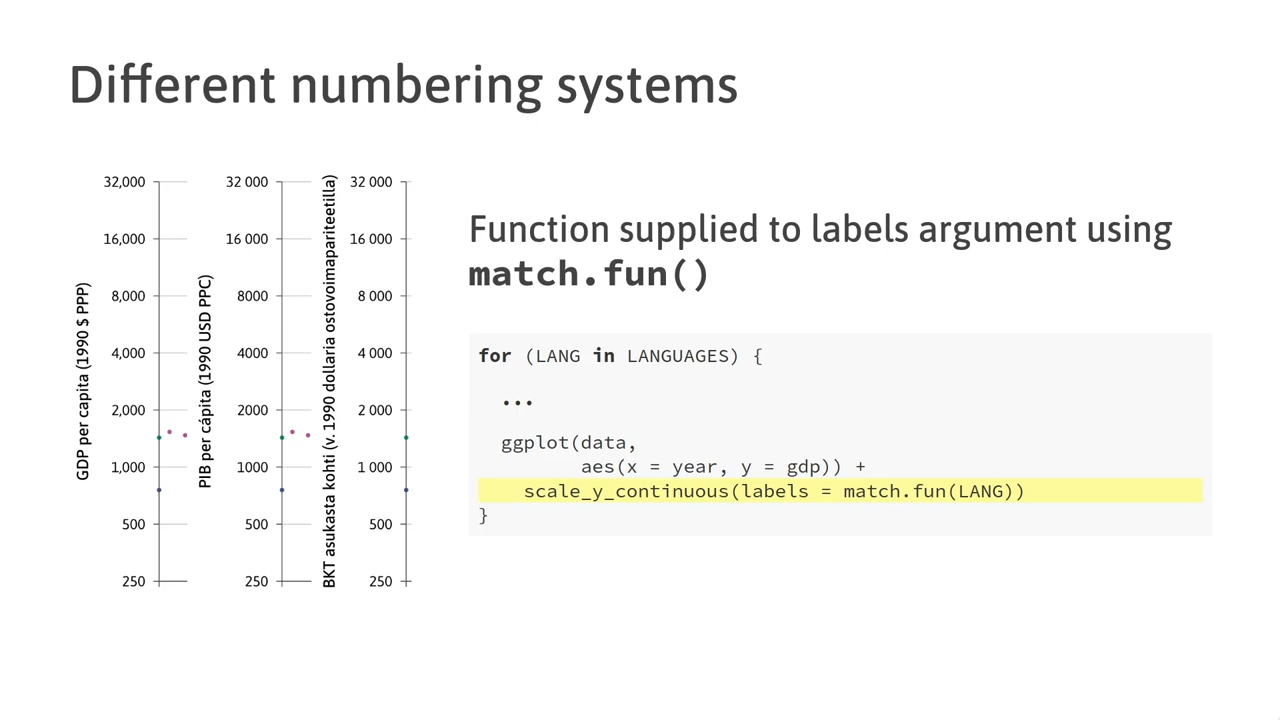 Different numbering systems
GDP per capita (1990 $ PPP)
32,000
16,000
8,000
4,000
2,000
1,000
500
250
PIB per cápita (1990 USD PPC)
32 000
16 000
8000
4000
2000
1000
500
250
BKT asukasta kohti (v. 1990 dollaria ostovoimapariteetilla)
32 000
16 000
8 000
4 000
2 000
1 000
500
250
Function supplied to labels argument using
match.fun()
for (LANG in LANGUAGES) {
...
ggplot(data,
aes(x = year, y = gdp)) +
scale_y_continuous(labels = match.fun(LANG))
}